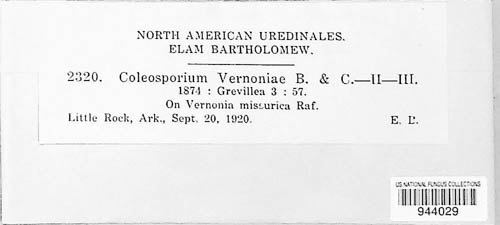 NORTH AMERICAN UREDINALES.
ELAM BARTHOLOMEW.
2320. Coleosporium Vernoniae B. & C.—II—III.
1874 : Grevillea 3 : 57.
On Vernonia missurica Raf.
Little Rock, Ark., Sept. 20, 1920. E. B.
US NATIONAL FUNGUS COLLECTIONS
944029